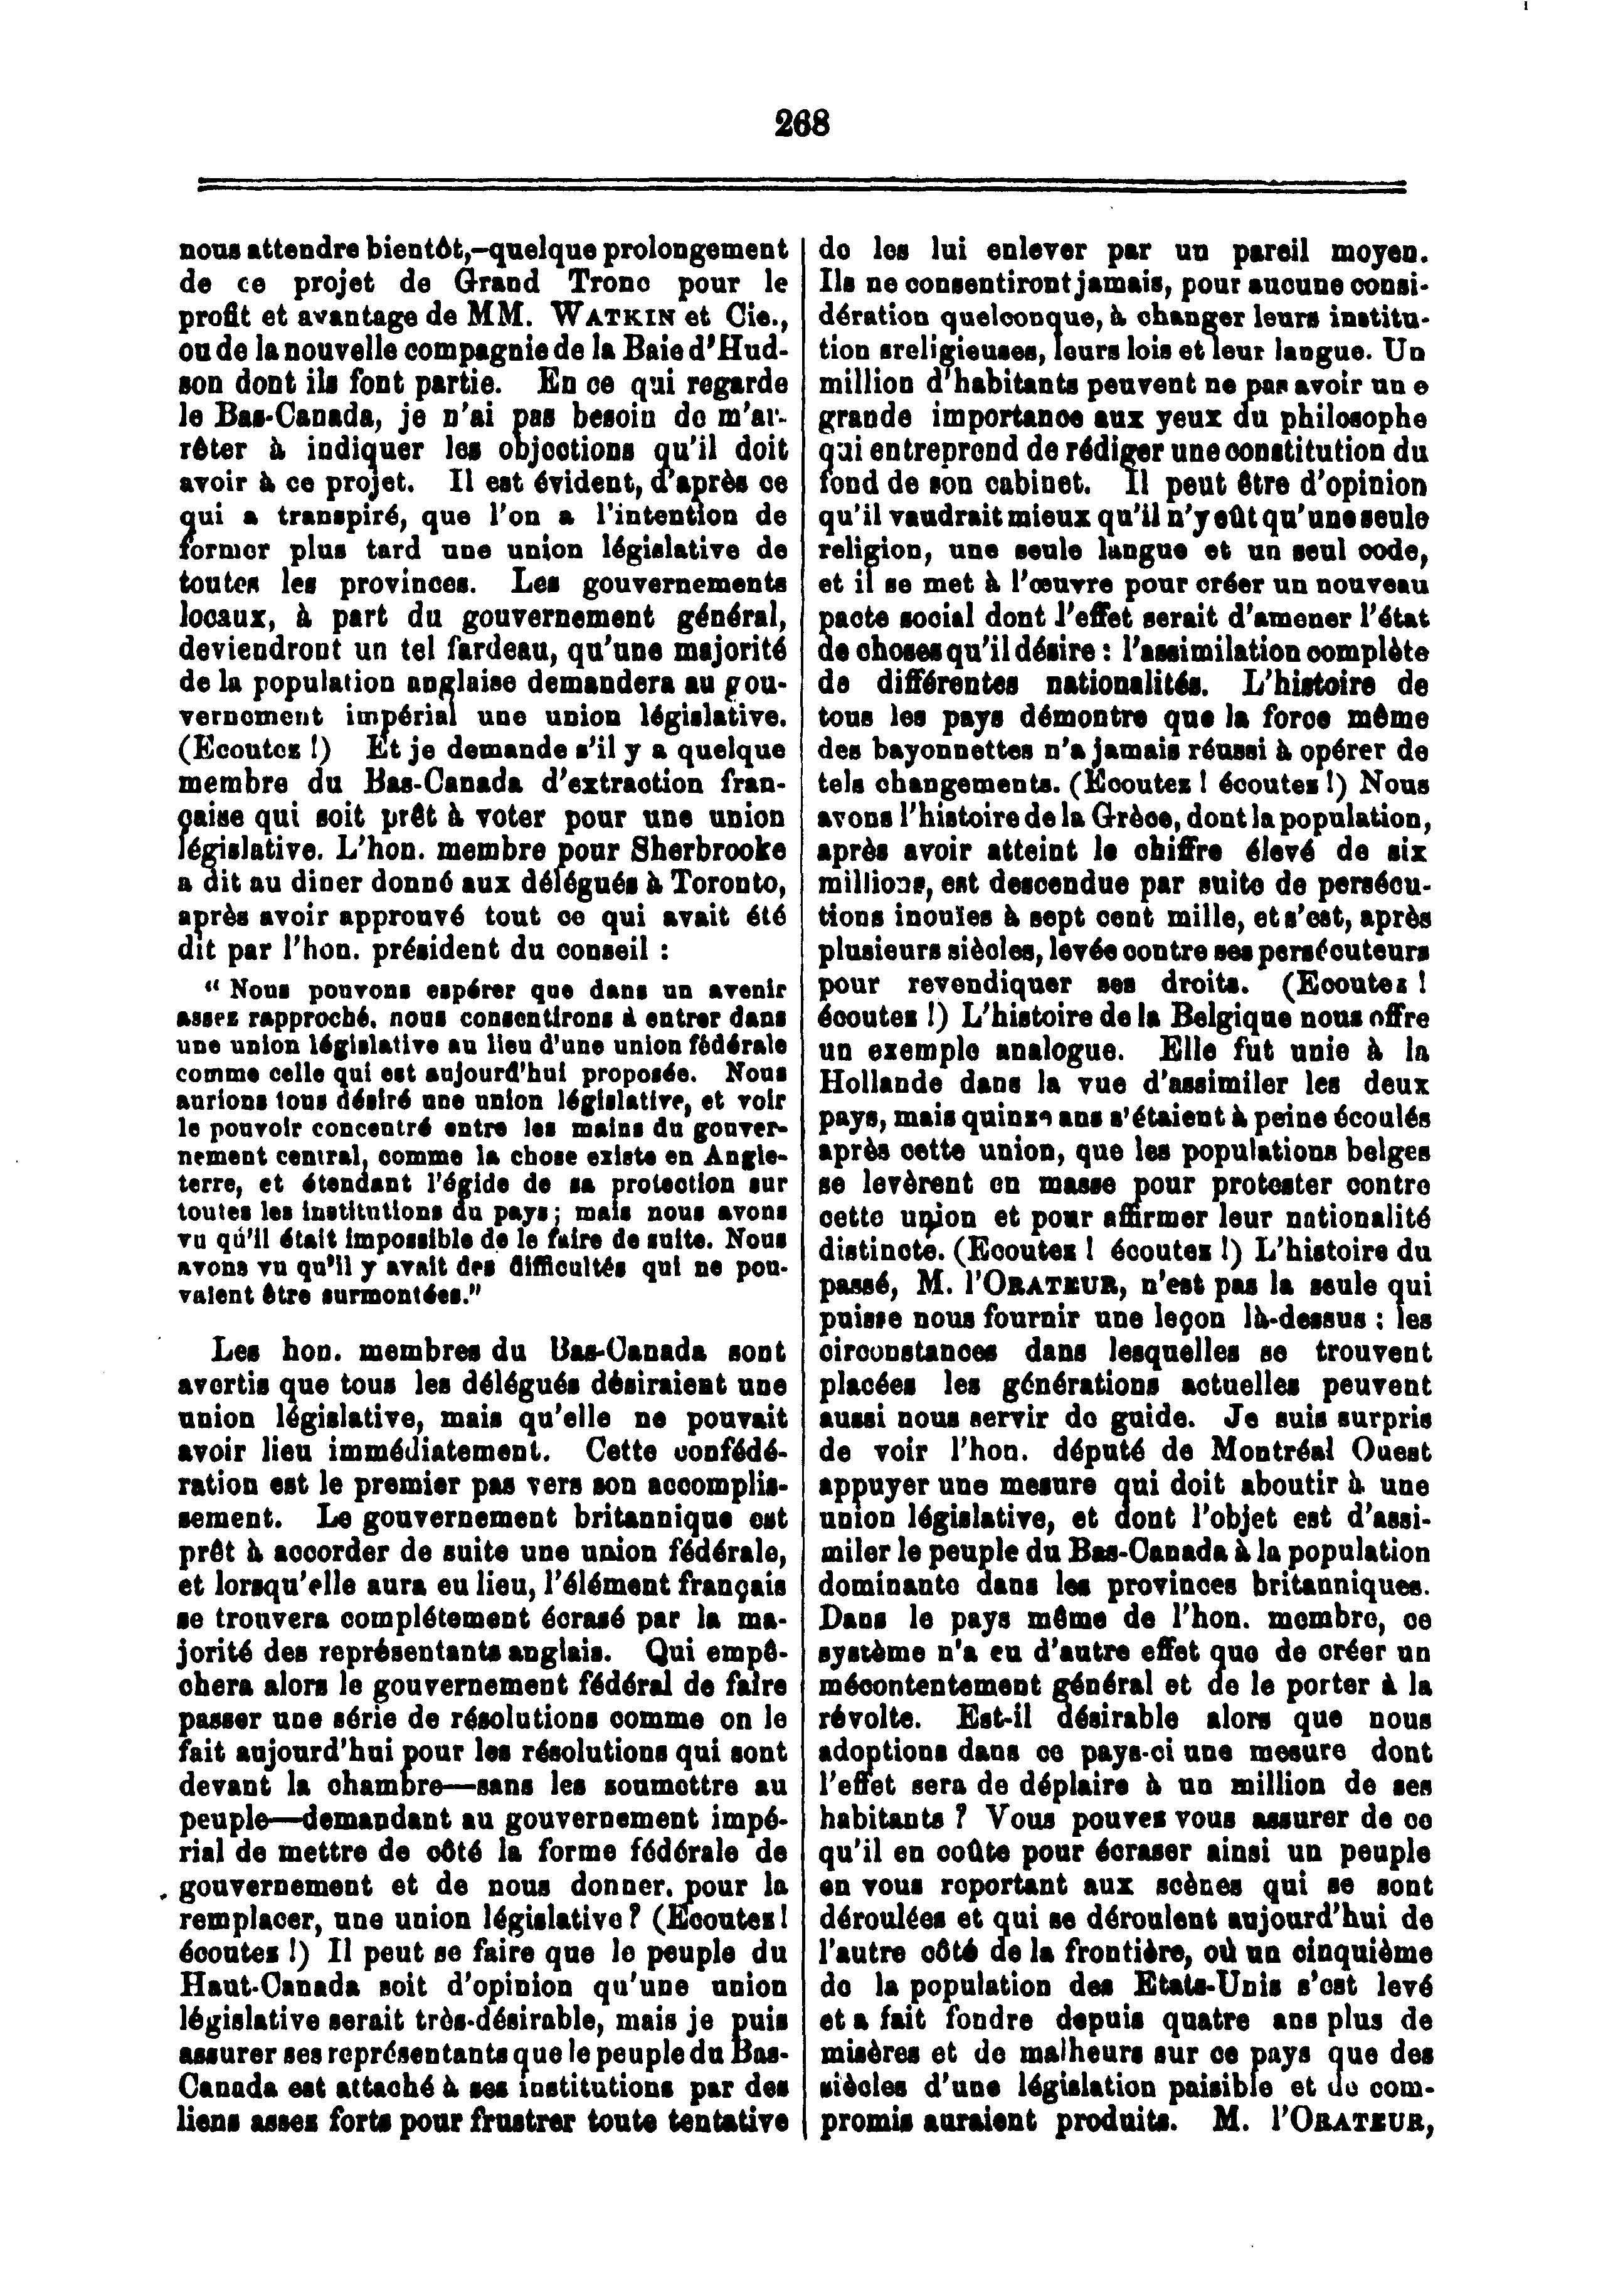 268
nous attendre bientôt,—quelque prolongement
de ce projet de Grand Tronc pour le
profit et avantage de MM. WATKIN et Cie.,
ou de la nouvelle compagnie de la Baie d'Hud-
son dont ils font partie. En ce qui regarde
le Bas-Canada, je n'ai pas besoin de m'ar-
rêter à indiquer les objections qu'il doit
avoir à ce projet. Il est évident, d'après ce
qui a transpiré, que l'on a l'intention de
former plus tard une union législative de
toutes les provinces. Les gouvernements
locaux, à part du gouvernement général,
deviendront un tel fardeau, qu'une majorité
de la population anglaise demandera au gou-
vernement impérial une union législative.
(Ecoutez !) Et je demande s'il y a quelque
membre du Bas-Canada d'extraction fran-
çaise qui soit prêt à voter pour une union
législative. L'hon. membre pour Sherbrooke
a dit au diner donné aux délégués à Toronto,
après avoir approuvé tout ce qui avait été
dit par l'hon. président du conseil :
“ Nous pouvons espérer que dans un avenir
assez rapproché, nous consentirons à entrer dans
une union législative au lieu d'une union fédérale
comme celle qui est aujourd'hui proposée. Nous
aurions tous désiré une union législative, et voir
le pouvoir concentré entre les mains du gouver-
nement central, comme la chose existe en Angle-
terre, et étendant l'égide de sa protection sur
toutes les institutions du pays ; mais nous avons
vu qu'il était impossible de le faire de suite. Nous
avons vu qu'il y avait des difficultés qui ne pou-
vaient être surmontées.”
Les hon. membres du Bas-Canada sont
avertis que tous les délégués désiraient une
union législative, mais qu'elle ne pouvait
avoir lieu immédiatement. Cette confédé-
ration est le premier pas vers son accomplis-
sement. Le gouvernement britannique est
prêt à accorder de suite une union fédérale,
et lorsqu'elle aura eu lieu, l'élément français
se trouvera complétement écrasé par la ma-
jorité des représentants anglais. Qui empê-
chera alors le gouvernement fédéral de faire
passer une série de résolutions comme on le
fait aujourd'hui pour les résolutions qui sont
devant la chambre—sans les soumettre au
peuple—demandant au gouvernement impé-
rial de mettre de côté la forme fédérale de
gouvernement et de nous donner, pour la
remplacer, une union législative ? (Ecoutez !
écoutez !) Il peut se faire que le peuple du
Haut-Canada soit d'opinion qu'une union
législative serait très-désirable, mais je puis
assurer ses représentants que le peuple du Bas-
Canada est attaché à ses institutions par des
liens assez forts pour frustrer toute tentative
de les lui enlever par un pareil moyen.
Ils ne consentiront jamais, pour aucune consi-
dération quelconque, à changer leurs institu-
tion sreligieuses, leurs lois et leur langue. Un
million d'habitants peuvent ne pas avoir un e
grande importance aux yeux du philosophe
qui entreprend de rédiger une constitution du
fond de son cabinet. Il peut être d'opinion
qu'il vaudrait mieux qu'il n'y eût qu'une seule
religion, une seule langue et un seul code,
et il se met à l'œuvre pour créer un nouveau
pacte social dont l'effet serait d'amener l'état
de choses qu'il désire : l'assimilation complète
de différentes nationalités. L'histoire de
tous les pays démontre que la force même
des bayonnettes n'a jamais réussi à opérer de
tels changements. (Ecoutez ! écoutez !) Nous
avons l'histoire de la Grèce, dont la population,
après avoir atteint le chiffre élevé de six
millions, est descendue par suite de persécu-
tions inouïes à sept cent mille, et s'est, après
plusieurs siècles, levée contre ses persécuteurs
pour revendiquer ses droits. (Ecoutez !
écoutez !) L'histoire de la Belgique nous offre
un exemple analogue. Elle fut unie à la
Hollande dans la vue d'assimiler les deux
pays, mais quinze ans s'étaient à peine écoulés
après cette union, que les populations belges
se levèrent en masse pour protester contre
cette union et pour affirmer leur nationalité
distincte. (Ecoutez ! écoutez !) L'histoire du
passé, M. l'ORATEUR, n'est pas la seule qui
puisse nous fournir une leçon là-dessus : les
circonstances dans lesquelles se trouvent
placées les générations actuelles peuvent
aussi nous servir de guide. Je suis surpris
de voir l'hon. député de Montréal Ouest
appuyer une mesure qui doit aboutir à une
union législative, et dont l'objet est d'assi-
miler le peuple du Bas-Canada à la population
dominante dans les provinces britanniques.
Dans le pays même de l'hon. membre, ce
système n'a eu d'autre effet que de créer un
mécontentement général et de le porter à la
révolte. Est-il désirable alors que nous
adoptions dans ce pays-ci une mesure dont
l'effet sera de déplaire à un million de ses
habitants ? Vous pouvez vous assurer de ce
qu'il en coûte pour écraser ainsi un peuple
en vous reportant aux scènes qui se sont
déroulées et qui se déroulent aujourd'hui de
l'autre côté de la frontière, où un cinquième
de la population des Etats-Unis s'est levé
et a fait fondre depuis quatre ans plus de
misères et de malheurs sur ce pays que des
siècles d'une législation paisible et de com-
promis auraient produits. M. l'ORATEUR,